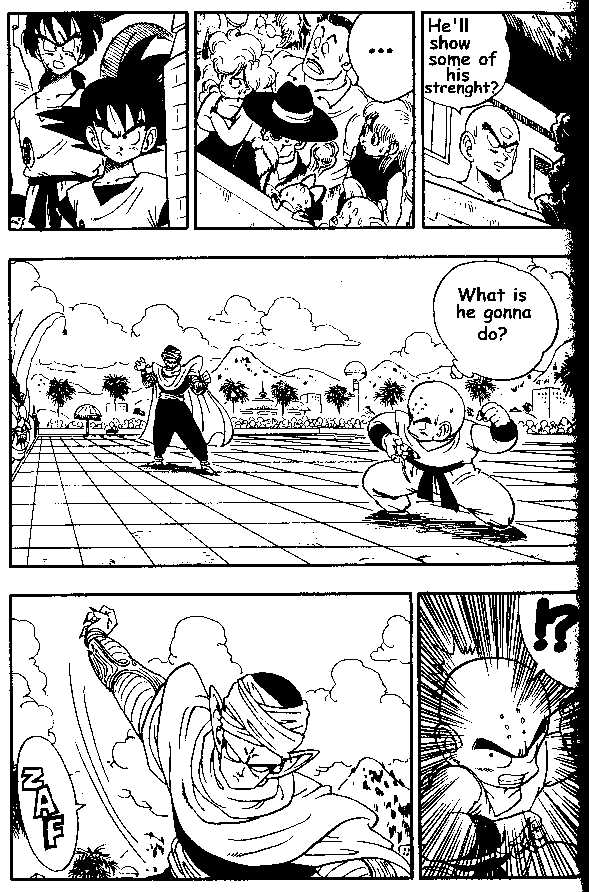 ...
He'll
show
some of
his
strenght?
What is
he gonna
do?
ZAF
!?